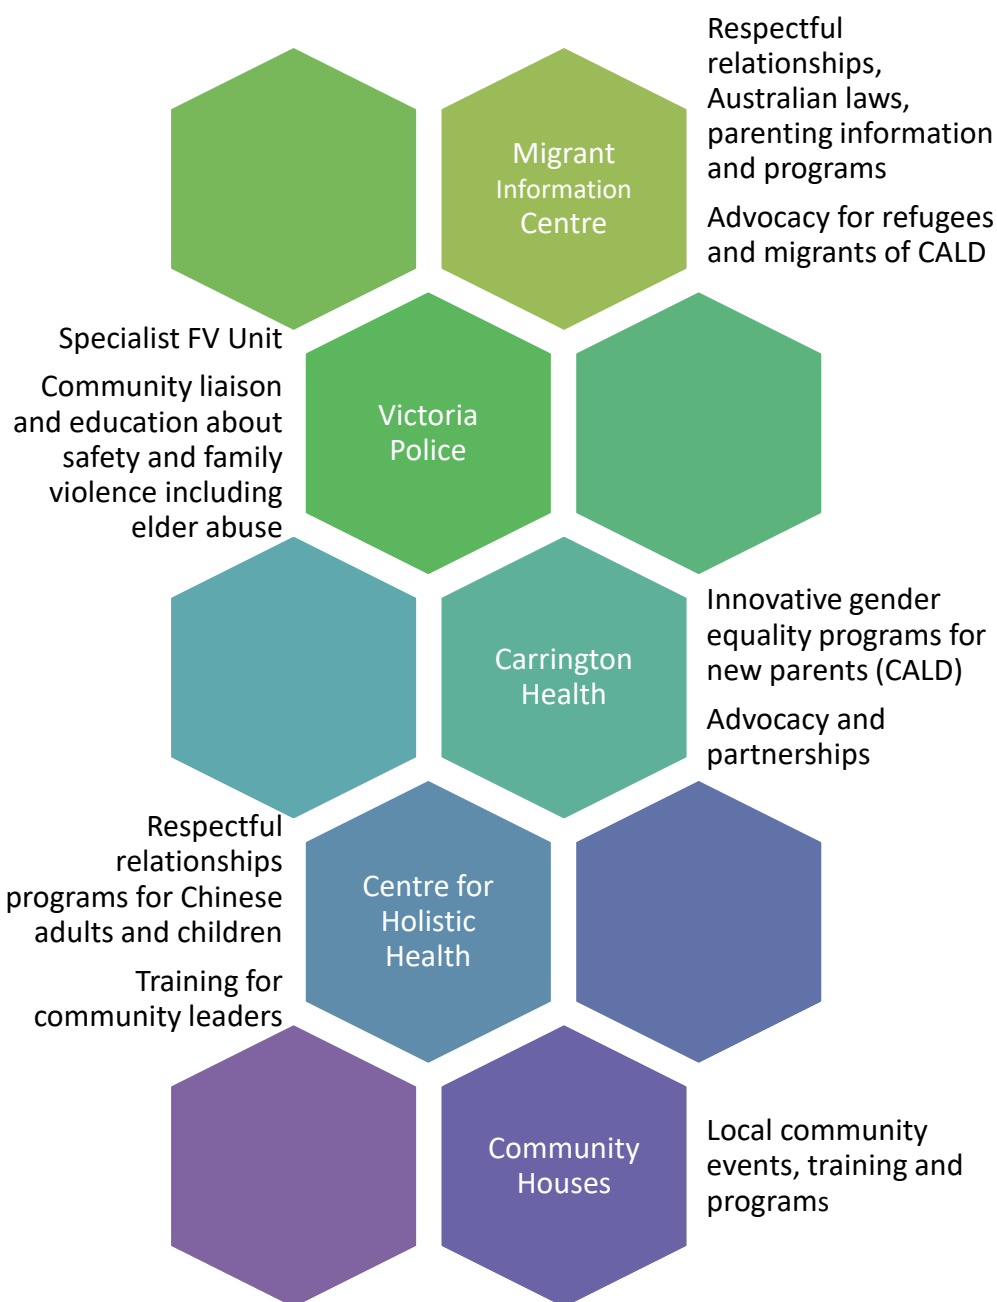 Migrant
Information
Centre
Respectful
relationships,
Australian laws,
parenting information
and programs
Advocacy for refugees
and migrants of CALD
Specialist FV Unit
Community liaison
and education about
safety and family
violence including
elder abuse
Victoria
Police
Carrington
Health
Innovative gender
equality programs for
new parents (CALD)
Advocacy and
partnerships
Respectful
relationships
programs for Chinese
adults and children
Training for
community leaders
Centre for
Holistic
Health
Community
Houses
Local community
events, training and
programs